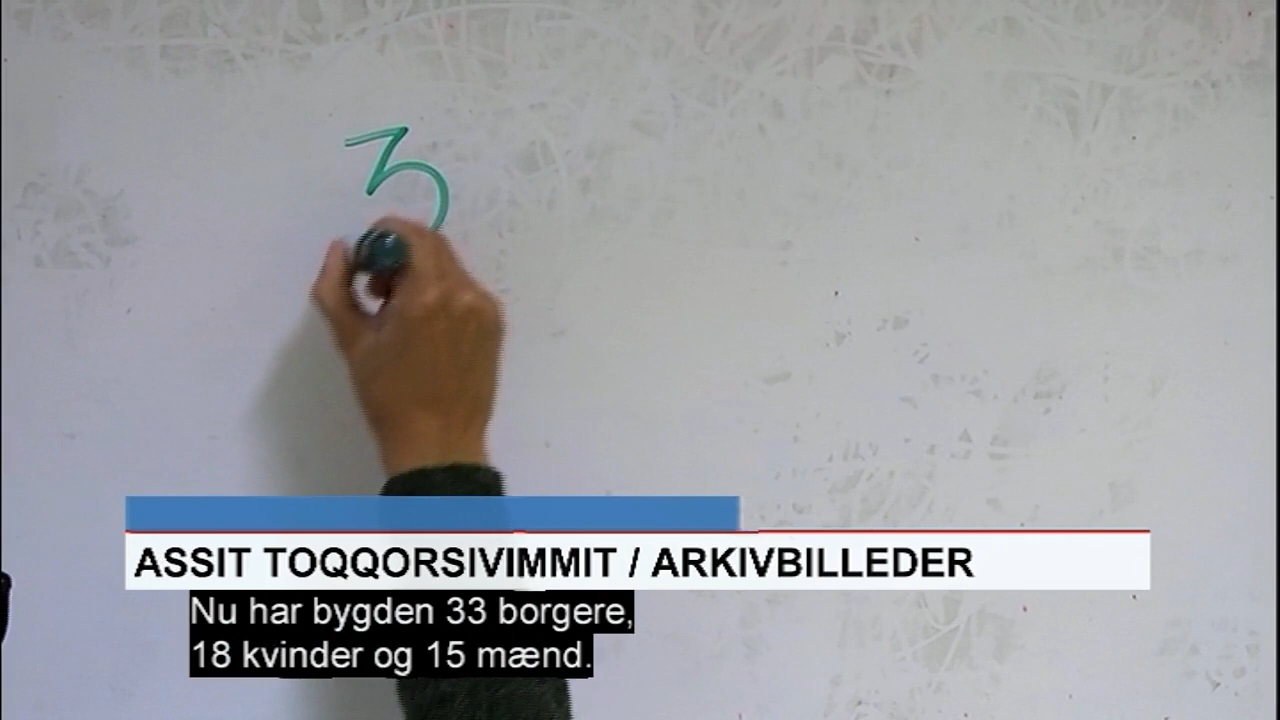 3
ASSIT TOQQORSIVIMMIT / ARKIVBILLEDER
Nu har bygden 33 borgere,
18 kvinder og 15 mænd.